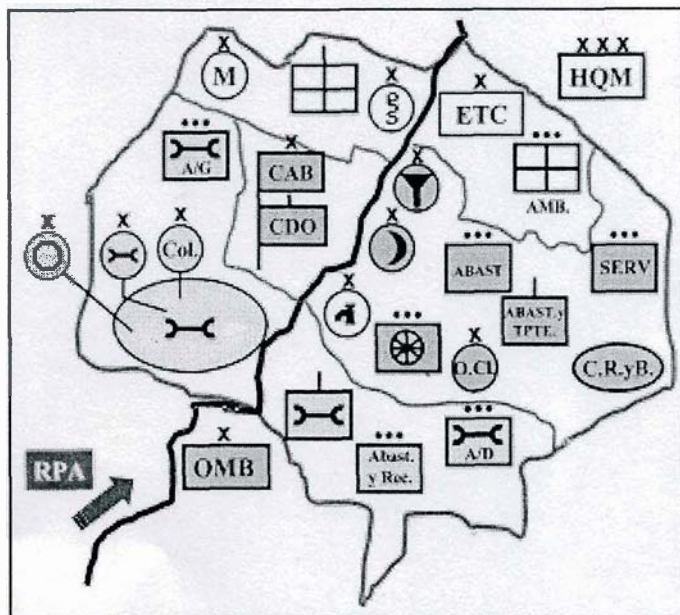 X X X
HQM
X
M
X
X
ETC
•••
A/G
X
CAB
CDO
X
•••
AMB.
X
X
X
X
Col.
X
•••
ABAST
•••
SERV
ABAST. y
TPTE.
X
•••
X
O.Cl.
C.R.yB.
RPA
X
OMB
•••
Abast.
y Rec.
•••
A/D